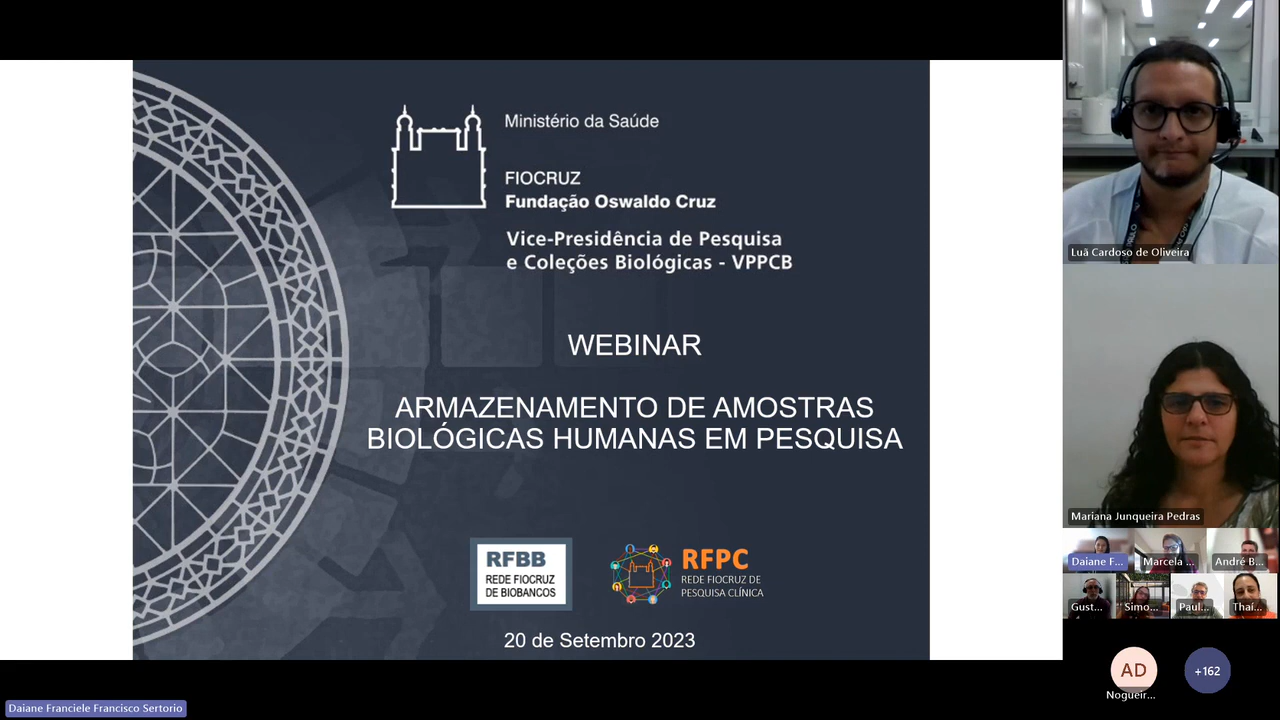 Ministério da Saúde
FIOCRUZ
Fundação Oswaldo Cruz
Vice-Presidência de Pesquisa
e Coleções Biológicas - VPPCB
WEBINAR
ARMAZENAMENTO DE AMOSTRAS
BIOLÓGICAS HUMANAS EM PESQUISA
RFBB
REDE FIOCRUZ
DE BIOBANCOS
RFPC
REDE FIOCRUZ DE
PESQUISA CLÍNICA
20 de Setembro 2023
Daiane Franciele Francisco Sertorio
Luã Cardoso de Oliveira
Mariana Junqueira Pedras
Daiane F...
Marcela ...
André B...
Gust...
Simo...
Paul...
Thaí...
AD
Nogueir...
+162